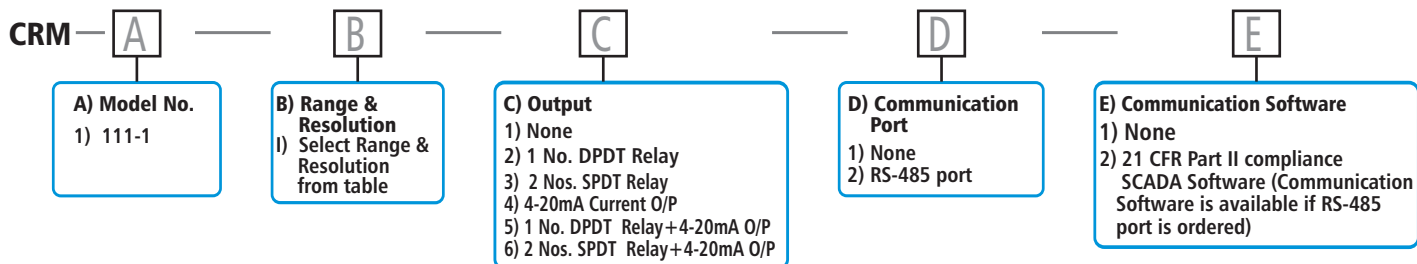 CRM A B C D E
A) Model No.
1) 111-1
B) Range &
Resolution
I) Select Range &
Resolution
from table
C) Output
1) None
2) 1 No. DPDT Relay
3) 2 Nos. SPDT Relay
4) 4-20mA Current O/P
5) 1 No. DPDT Relay+4-20mA O/P
6) 2 Nos. SPDT Relay+4-20mA O/P
D) Communication
Port
1) None
2) RS-485 port
E) Communication Software
1) None
2) 21 CFR Part II compliance
SCADA Software (Communication
Software is available if RS-485
port is ordered)